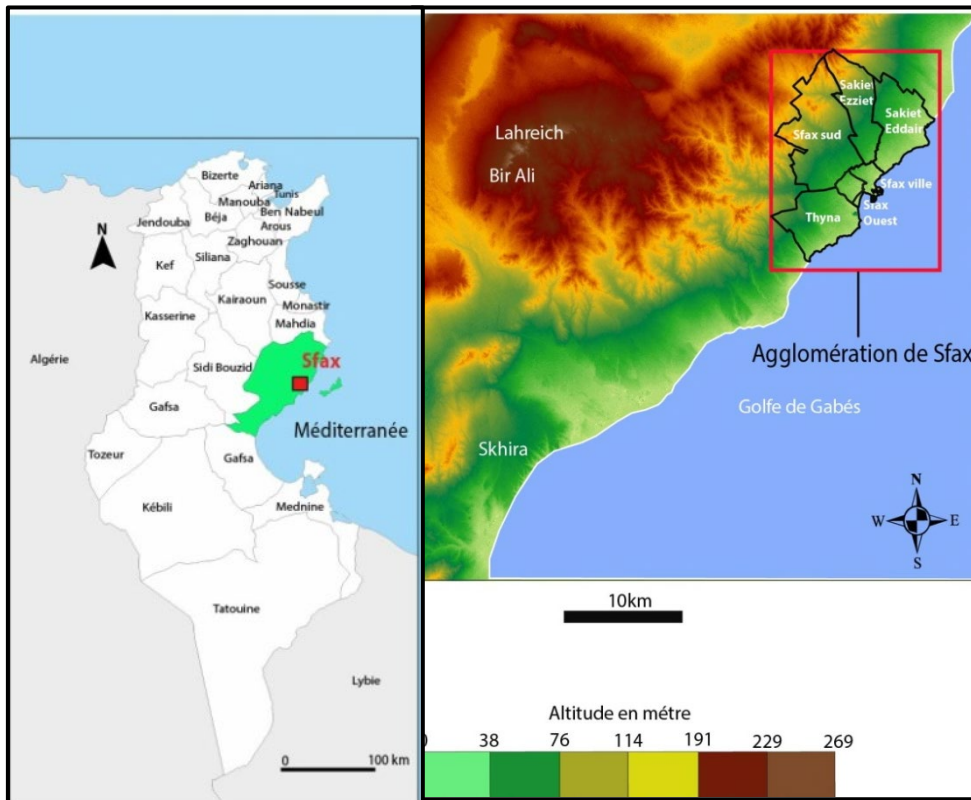 N
Bizerte
Ariana
Tunis
Manouba
Ben Nabeul
Arous
Béja
Jendouba
Zaghouan
Siliana
Kef
Sousse
Kairaoun
Monastir
Kasserine
Mahdia
Algérie
Sfax
Sidi Bouzid
Gafsa
Méditerranée
Tozeur
Gafsa
Kébili
Mednine
Tatouine
Lybie
0 100 km
Lahreich
Bir Ali
Sakiet
Ezziet
Sakiet
Eddair
Sfax sud
Sfax ville
Sfax
Ouest
Thyna
Agglomération de Sfax
Golfe de Gabés
Skhira
N
W E
S
10km
Altitude en métre
38 76 114 191 229 269